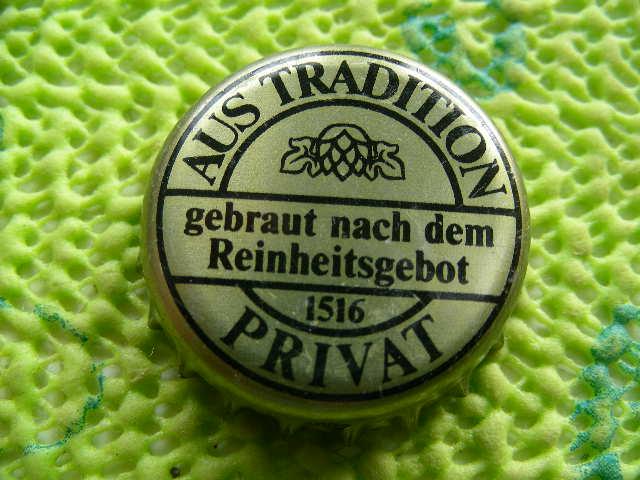 AUS TRADITION
gebraut nach dem
Reinheitsgebot
1516
PRIVAT